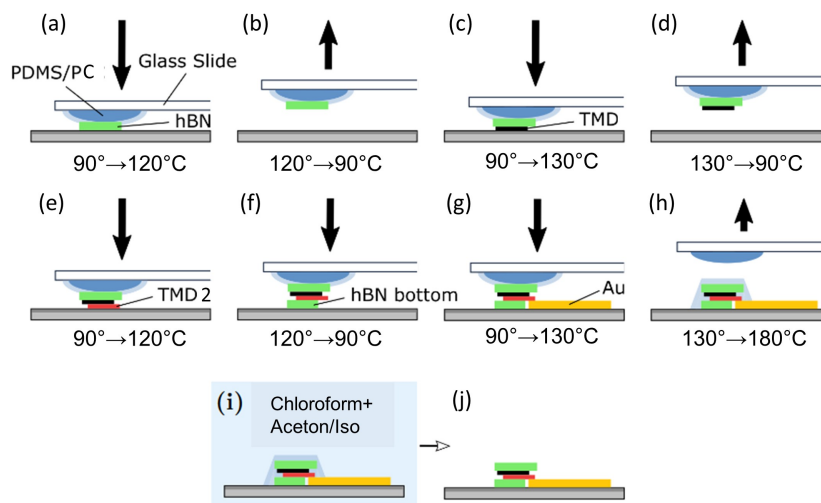 (a)
(b)
(c)
(d)
PDMS/PC
Glass Slide
hBN
TMD
90°→120°C
120°→90°C
90°→130°C
130°→90°C
(e)
(f)
(g)
(h)
TMD 2
hBN bottom
Au
90°→120°C
120°→90°C
90°→130°C
130°→180°C
(i)
Chloroform+
Aceton/Iso
(j)